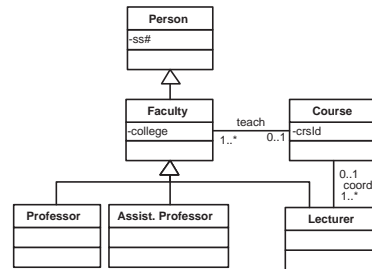 Person
-ss#
Faculty
-college
teach
1..*
0..1
Course
-crsId
0..1
coord
1..*
Professor
Assist. Professor
Lecturer